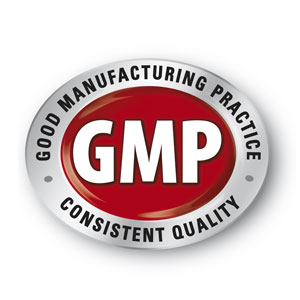 GOOD MANUFACTURING PRACTICE
GMP
CONSISTENT QUALITY